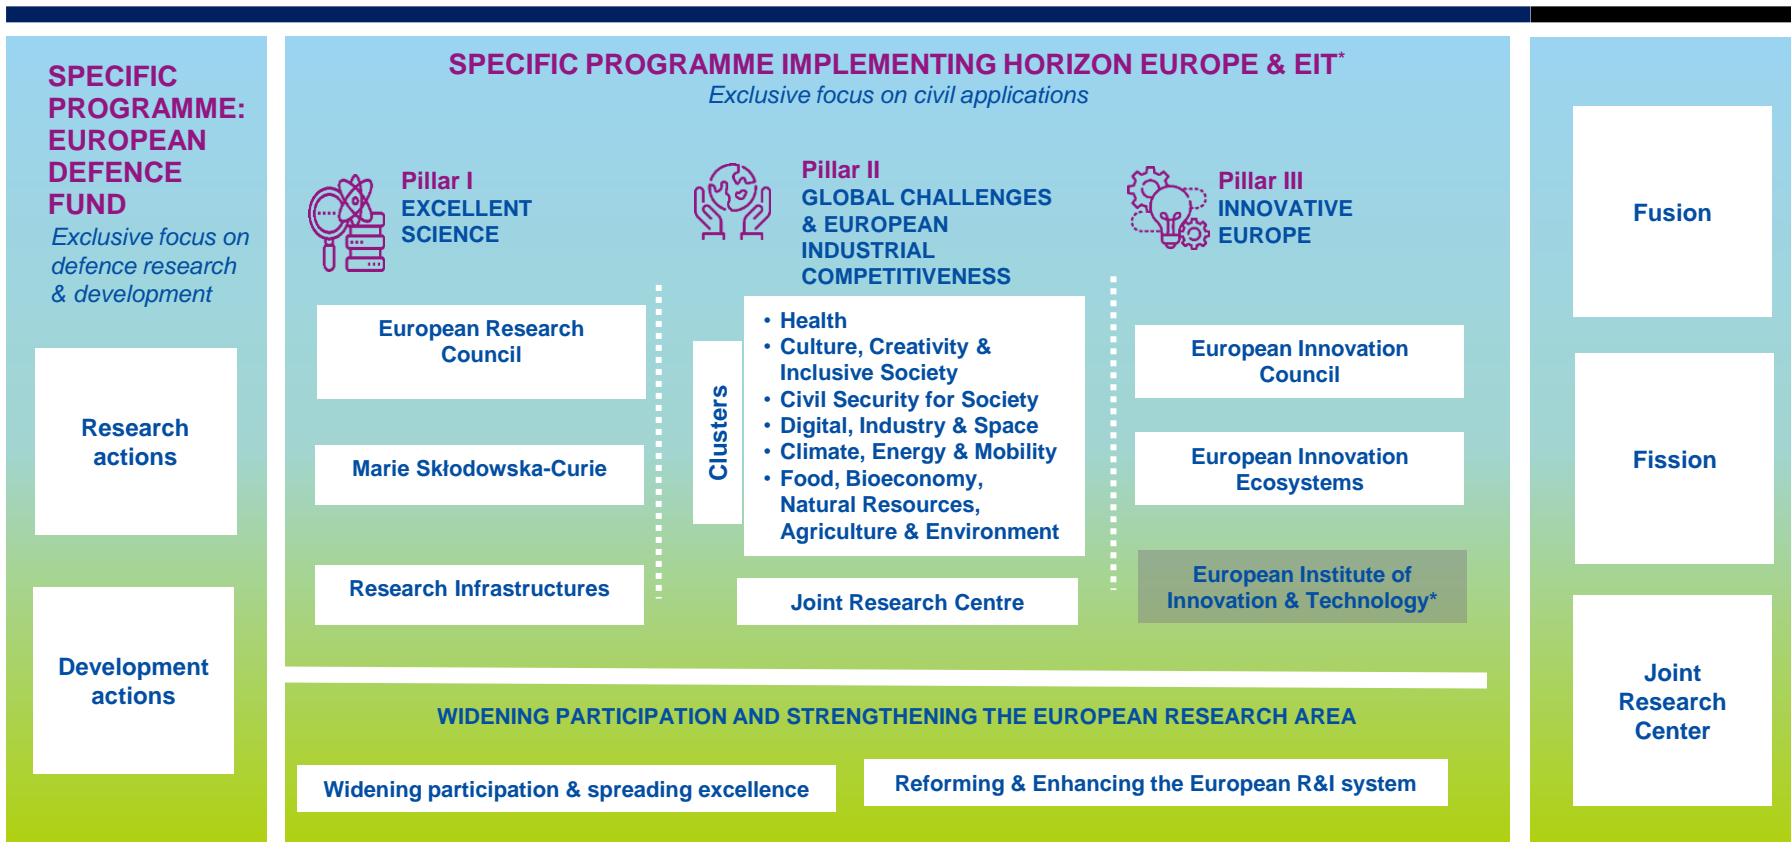 SPECIFIC
PROGRAMME:
EUROPEAN
DEFENCE
FUND
Exclusive focus on
defence research
& development
Research
actions
Development
actions
SPECIFIC PROGRAMME IMPLEMENTING HORIZON EUROPE & EIT*
Exclusive focus on civil applications
Pillar I
EXCELLENT
SCIENCE
European Research
Council
Marie Skłodowska-Curie
Research Infrastructures
Pillar II
GLOBAL CHALLENGES
& EUROPEAN
INDUSTRIAL
COMPETITIVENESS
Clusters
• Health
• Culture, Creativity &
Inclusive Society
• Civil Security for Society
• Digital, Industry & Space
• Climate, Energy & Mobility
• Food, Bioeconomy,
Natural Resources,
Agriculture & Environment
Joint Research Centre
Pillar III
INNOVATIVE
EUROPE
European Innovation
Council
European Innovation
Ecosystems
European Institute of
Innovation & Technology*
WIDENING PARTICIPATION AND STRENGTHENING THE EUROPEAN RESEARCH AREA
Widening participation & spreading excellence
Reforming & Enhancing the European R&I system
Fusion
Fission
Joint
Research
Center